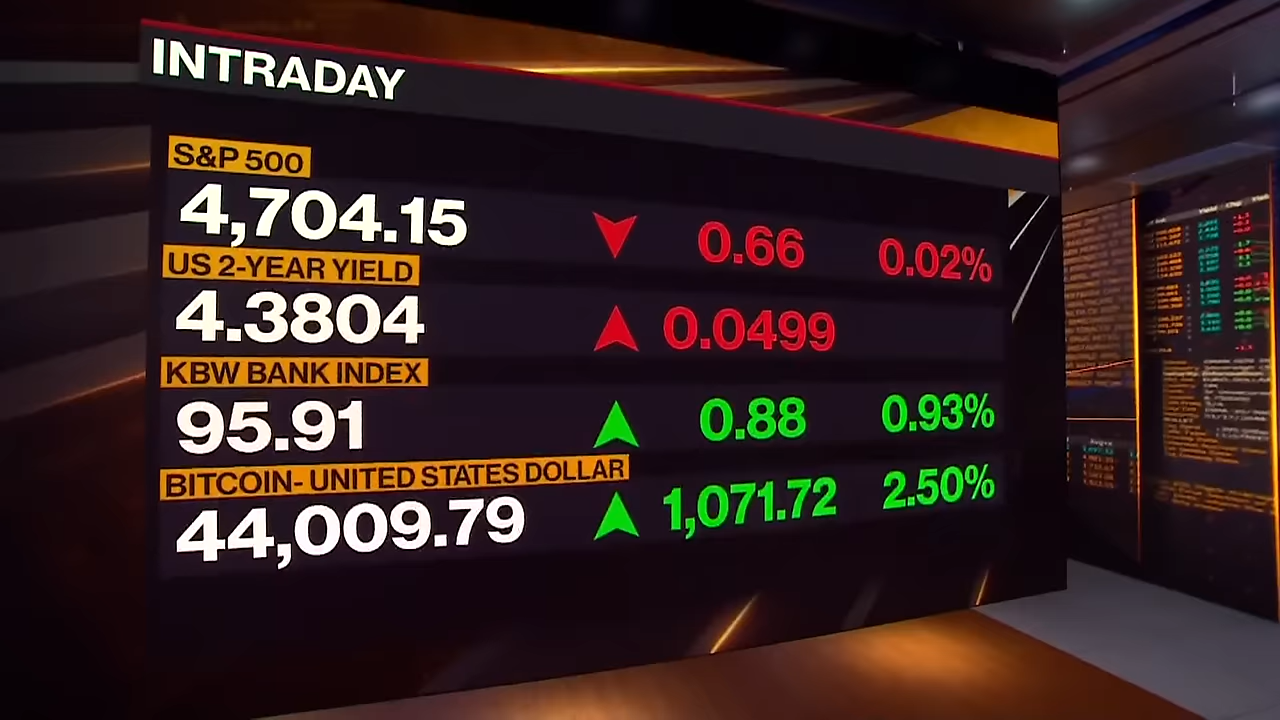 INTRADAY
S&P 500
4,704.15 0.66 0.02%
US 2-YEAR YIELD
4.3804 0.0499
KBW BANK INDEX
95.91 0.88 0.93%
BITCOIN- UNITED STATES DOLLAR
44,009.79 1,071.72 2.50%